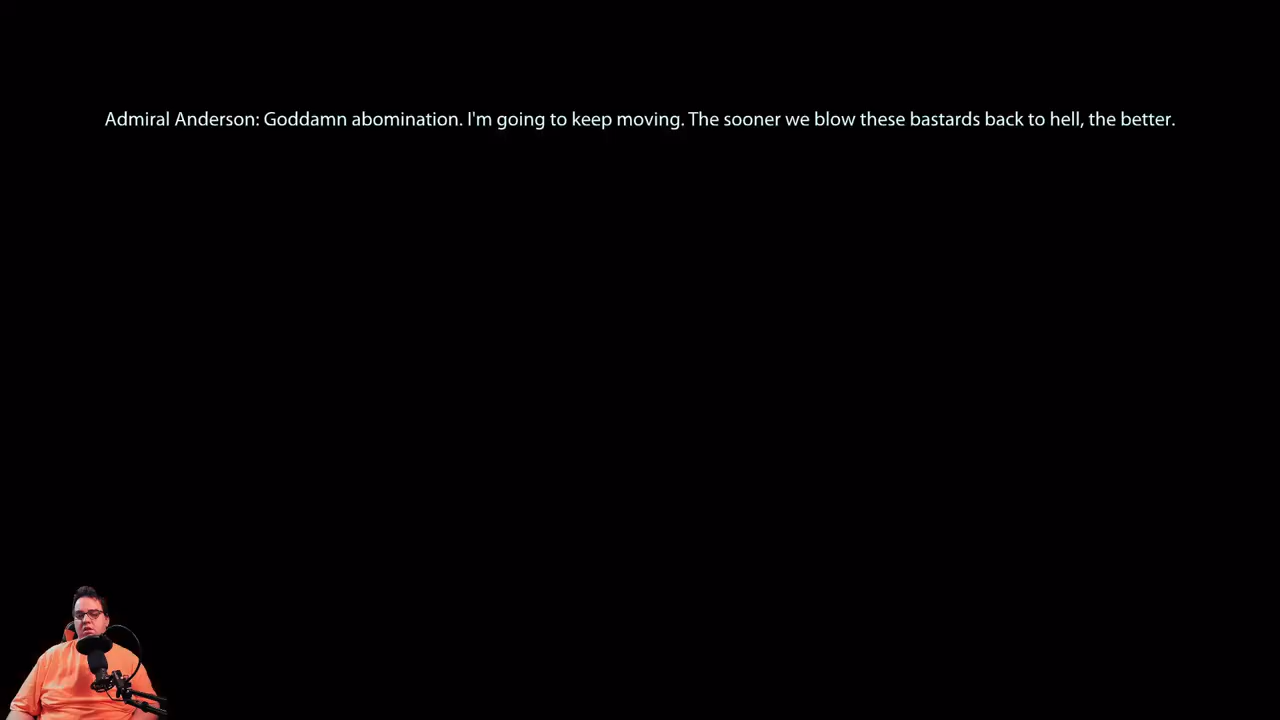 Admiral Anderson: Goddamn abomination. I'm going to keep moving. The sooner we blow these bastards back to hell, the better.